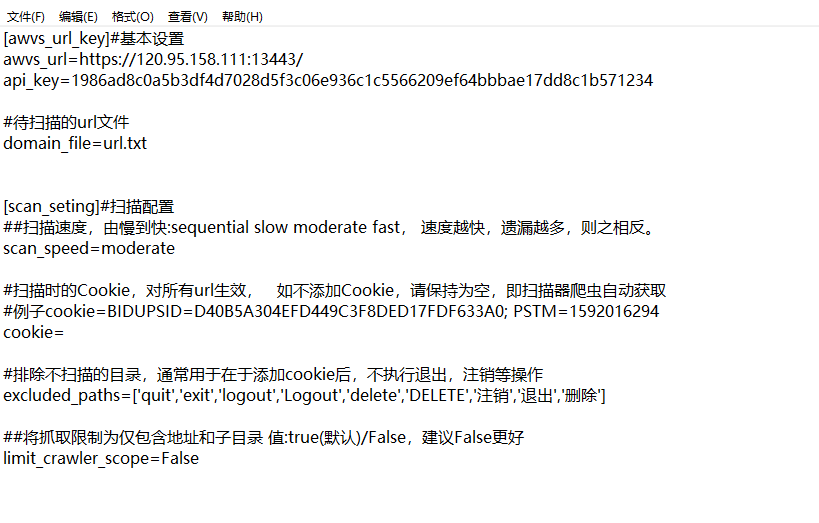 文件(F) 编辑(E) 格式(O) 查看(V) 帮助(H)
[awvs_url_key]#基本设置
awvs_url=https://120.95.158.111:13443/
api_key=1986ad8c0a5b3df4d7028d5f3c06e936c1c5566209ef64bbbae17dd8c1b571234
#待扫描的url文件
domain_file=url.txt
[scan_seting]#扫描配置
##扫描速度，由慢到快:sequential slow moderate fast， 速度越快，遗漏越多，则之相反。
scan_speed=moderate
#扫描时的Cookie，对所有url生效， 如不添加Cookie，请保持为空，即扫描器爬虫自动获取
#例子cookie=BIDUPSID=D40B5A304EFD449C3F8DED17FDF633A0; PSTM=1592016294
cookie=
#排除不扫描的目录，通常用于在于添加cookie后，不执行退出，注销等操作
excluded_paths=['quit','exit','logout','Logout','delete','DELETE','注销','退出','删除']
##将抓取限制为仅包含地址和子目录 值:true(默认)/False，建议False更好
limit_crawler_scope=False